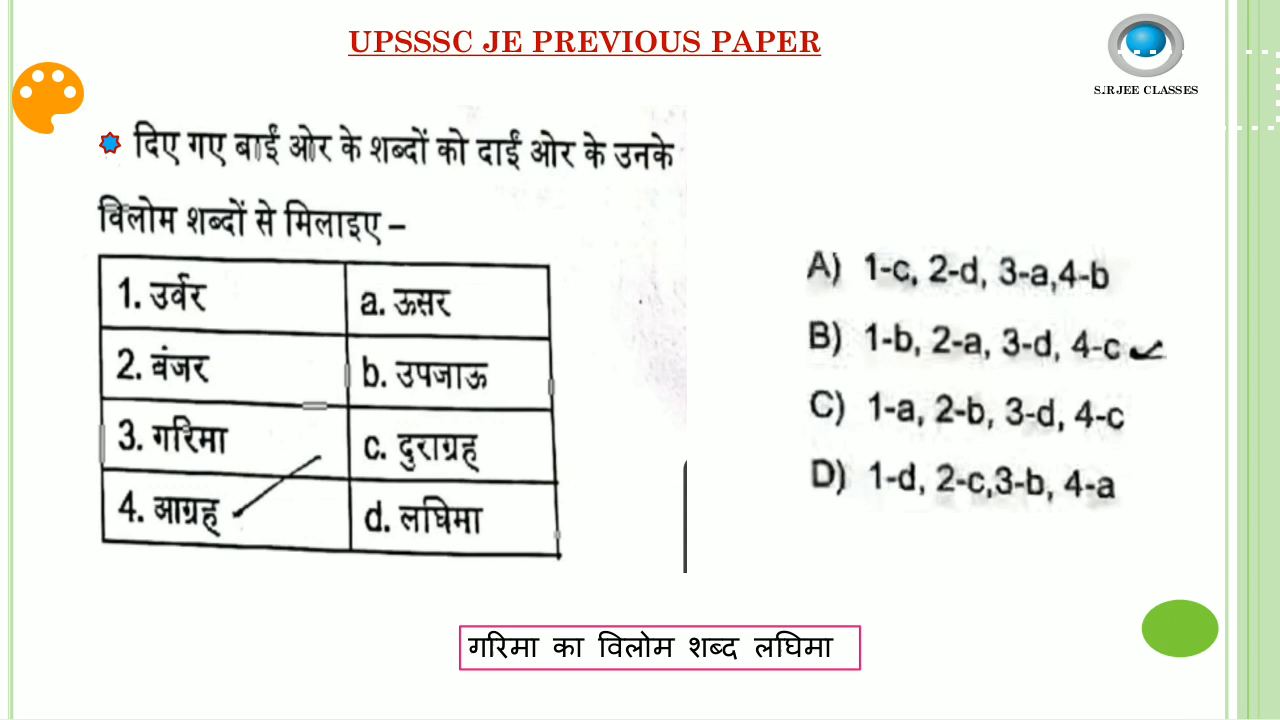 UPSSSC JE PREVIOUS PAPER
SIRJEE CLASSES
दिए गए बाईं ओर के शब्दों को दाईं ओर के उनके
विलोम शब्दों से मिलाइए –
1. उर्वर
a. ऊसर
2. बंजर
b. उपजाऊ
3. गरिमा
c. दुराग्रह
4. आग्रह
d. लघिमा
A) 1-c, 2-d, 3-a,4-b
B) 1-b, 2-a, 3-d, 4-c
C) 1-a, 2-b, 3-d, 4-c
D) 1-d, 2-c,3-b, 4-a
गरिमा का विलोम शब्द लघिमा